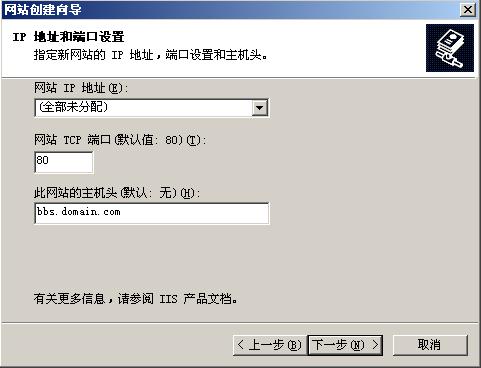 网站创建向导
IP 地址和端口设置
指定新网站的 IP 地址，端口设置和主机头。
网站 IP 地址(E):
(全部未分配)
网站 TCP 端口(默认值: 80)(T):
80
此网站的主机头(默认: 无)(H):
bbs.domain.com
有关更多信息，请参阅 IIS 产品文档。
< 上一步(B) 下一步(N) > 取消